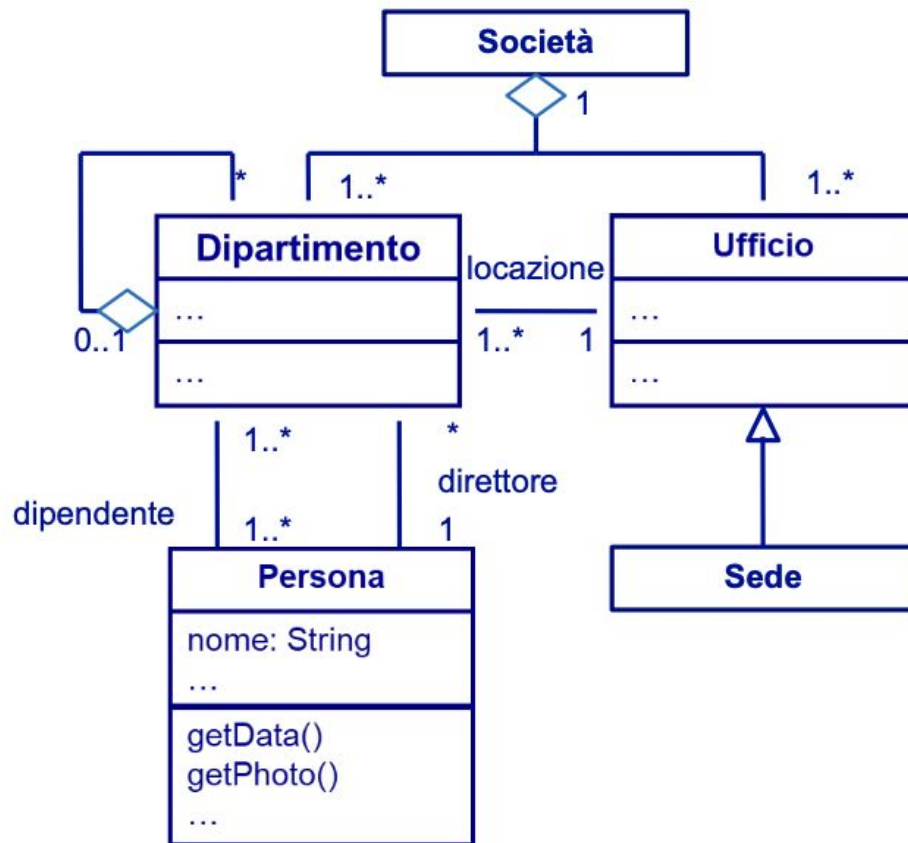 Società
1
*
1..*
1..*
Dipartimento
Ufficio
locazione
...
...
0..1
1..*
1
...
...
1..*
*
direttore
dipendente
1..*
1
Persona
Sede
nome: String
...
getData()
getPhoto()
...